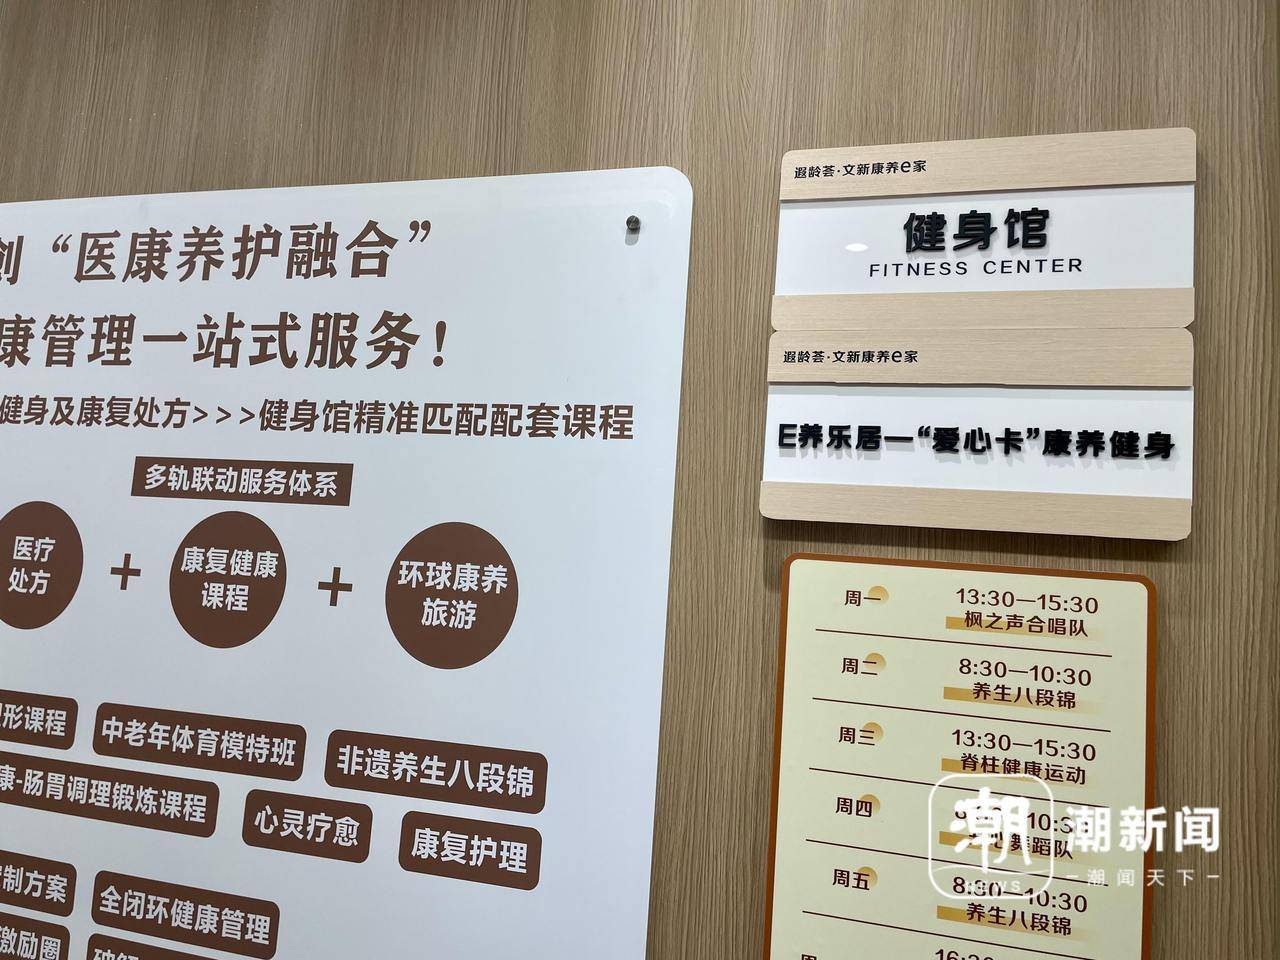 创“医康养护融合”
康管理一站式服务！
健身及康复处方>>>健身馆精准匹配配套课程
多轨联动服务体系
医疗
处方
+
康复健康
课程
+
环球康养
旅游
形课程
中老年体育模特班
非遗养生八段锦
康-肠胃调理锻炼课程
心灵疗愈
康复护理
制方案
全闭环健康管理
激励圈
遐龄荟·文新康养e家
健身馆
FITNESS CENTER
遐龄荟·文新康养e家
E养乐居—“爱心卡”康养健身
周一
13:30—15:30
枫之声合唱队
周二
8:30—10:30
养生八段锦
周三
13:30—15:30
脊柱健康运动
周四
10:30
舞蹈队
周五
8:30—10:30
养生八段锦
潮
NEWS
潮新闻
潮闻天下